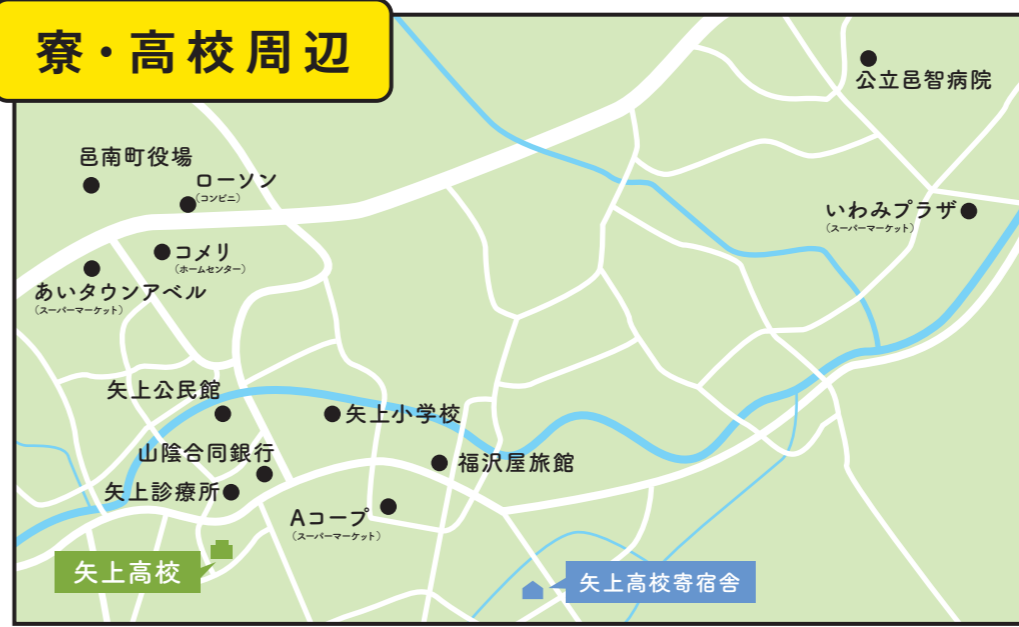 寮・高校周辺
公立邑智病院
邑南町役場
ローソン
(コンビニ)
いわみプラザ
(スーパーマーケット)
コメリ
(ホームセンター)
あいタウンアベル
(スーパーマーケット)
矢上公民館
矢上小学校
山陰合同銀行
福沢屋旅館
矢上診療所
Aコープ
(スーパーマーケット)
矢上高校
矢上高校寄宿舎